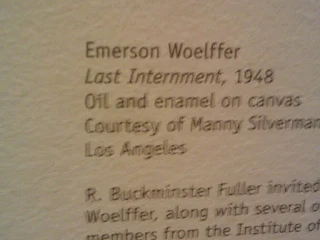 Emerson Woelffer
Last Internment, 1948
Oil and enamel on canvas
Courtesy of Manny Silverman
Los Angeles
R. Buckminster Fuller invited
Woelffer, along with several o
members from the Institute of